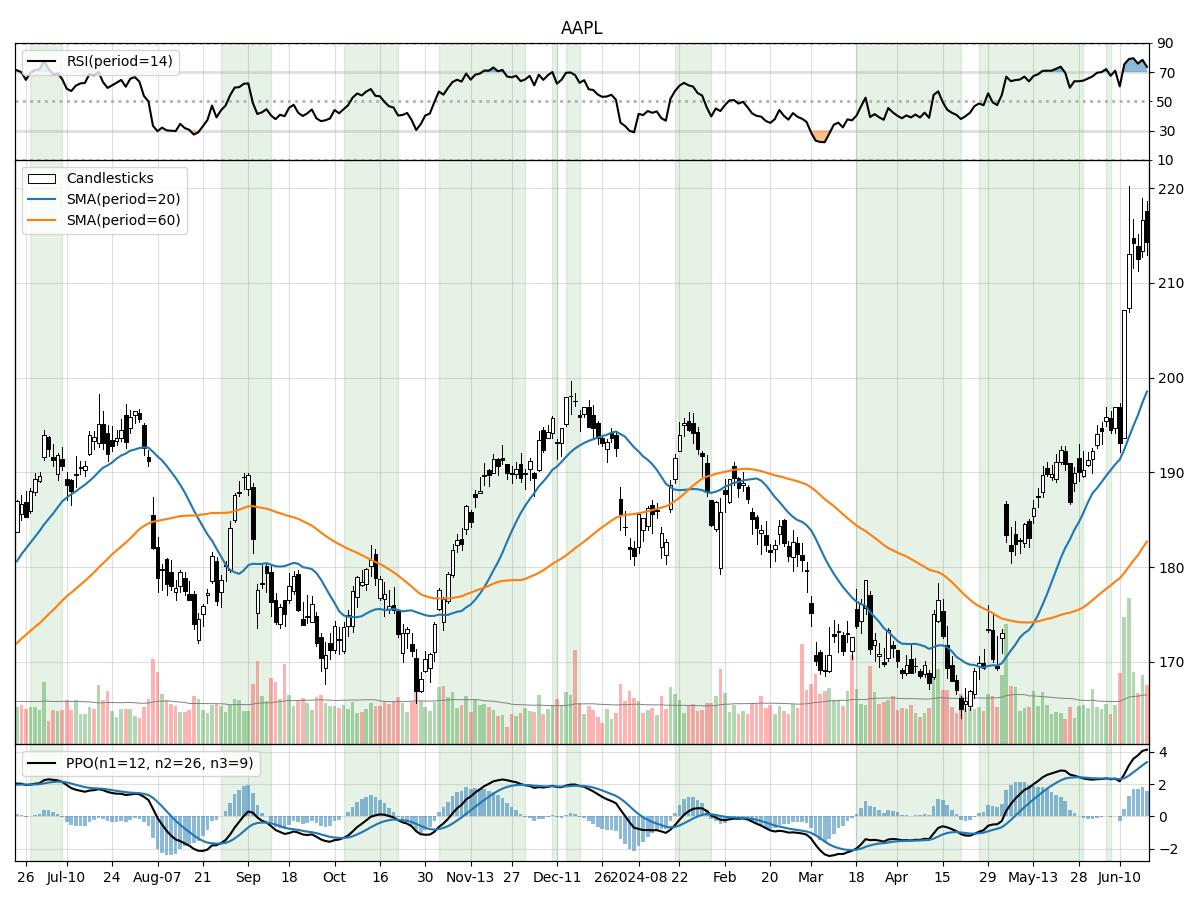 AAPL
RSI(period=14)
90
70
50
30
10
Candlesticks
SMA(period=20)
SMA(period=60)
220
210
200
190
180
170
PPO(n1=12, n2=26, n3=9)
4
2
0
−2
26 Jul-10 24 Aug-07 21 Sep 18 Oct 16 30 Nov-13 27 Dec-11 26 2024-08 22 Feb 20 Mar 18 Apr 15 29 May-13 28 Jun-10